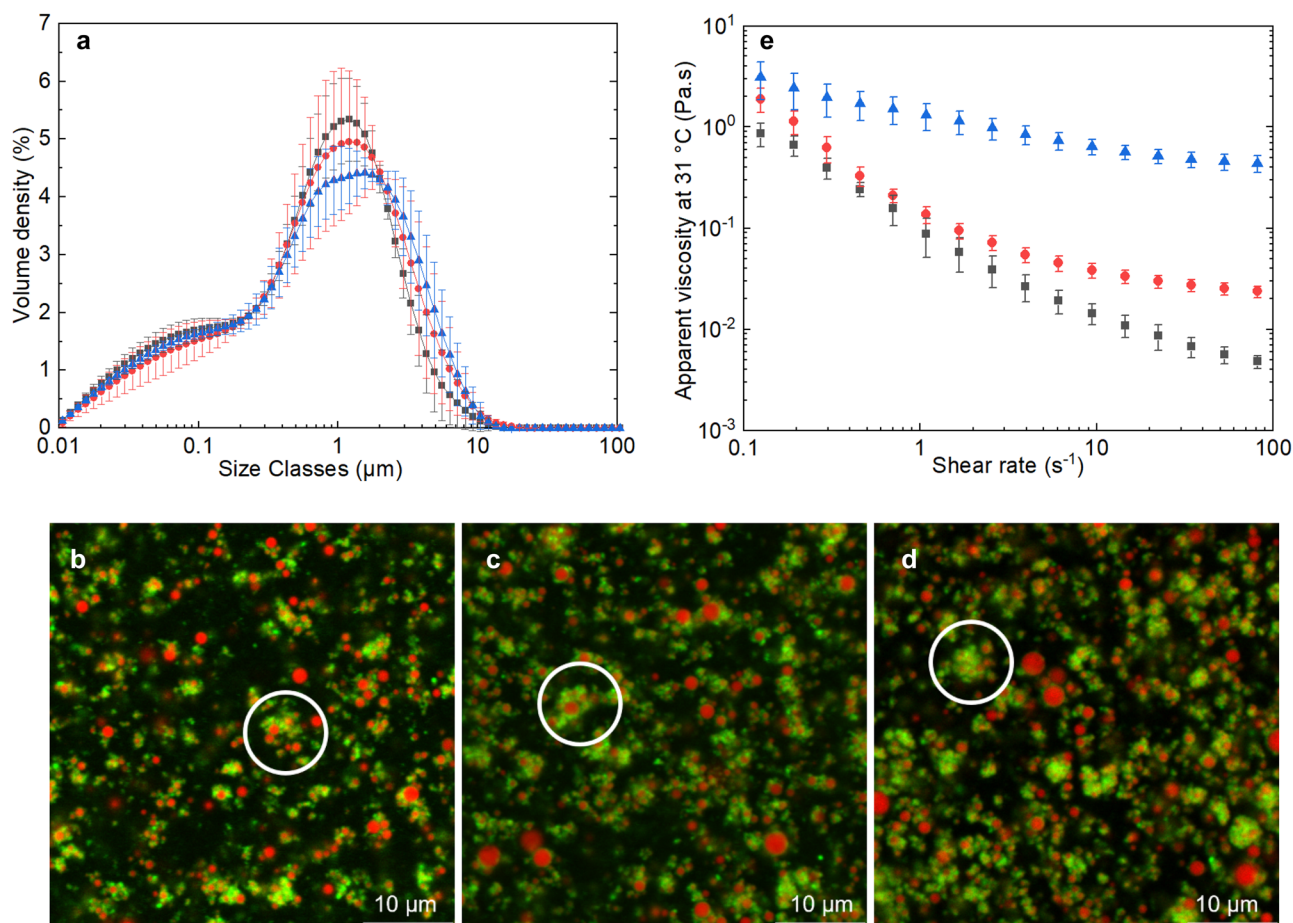 a
7
6
5
4
3
2
1
0
Volume density (%)
0.01
0.1
1
10
100
Size Classes (µm)
e
10¹
10⁰
10⁻¹
10⁻²
10⁻³
Apparent viscosity at 31 °C (Pa.s)
0.1
1
10
100
Shear rate (s⁻¹)
b
10 µm
c
10 µm
d
10 µm